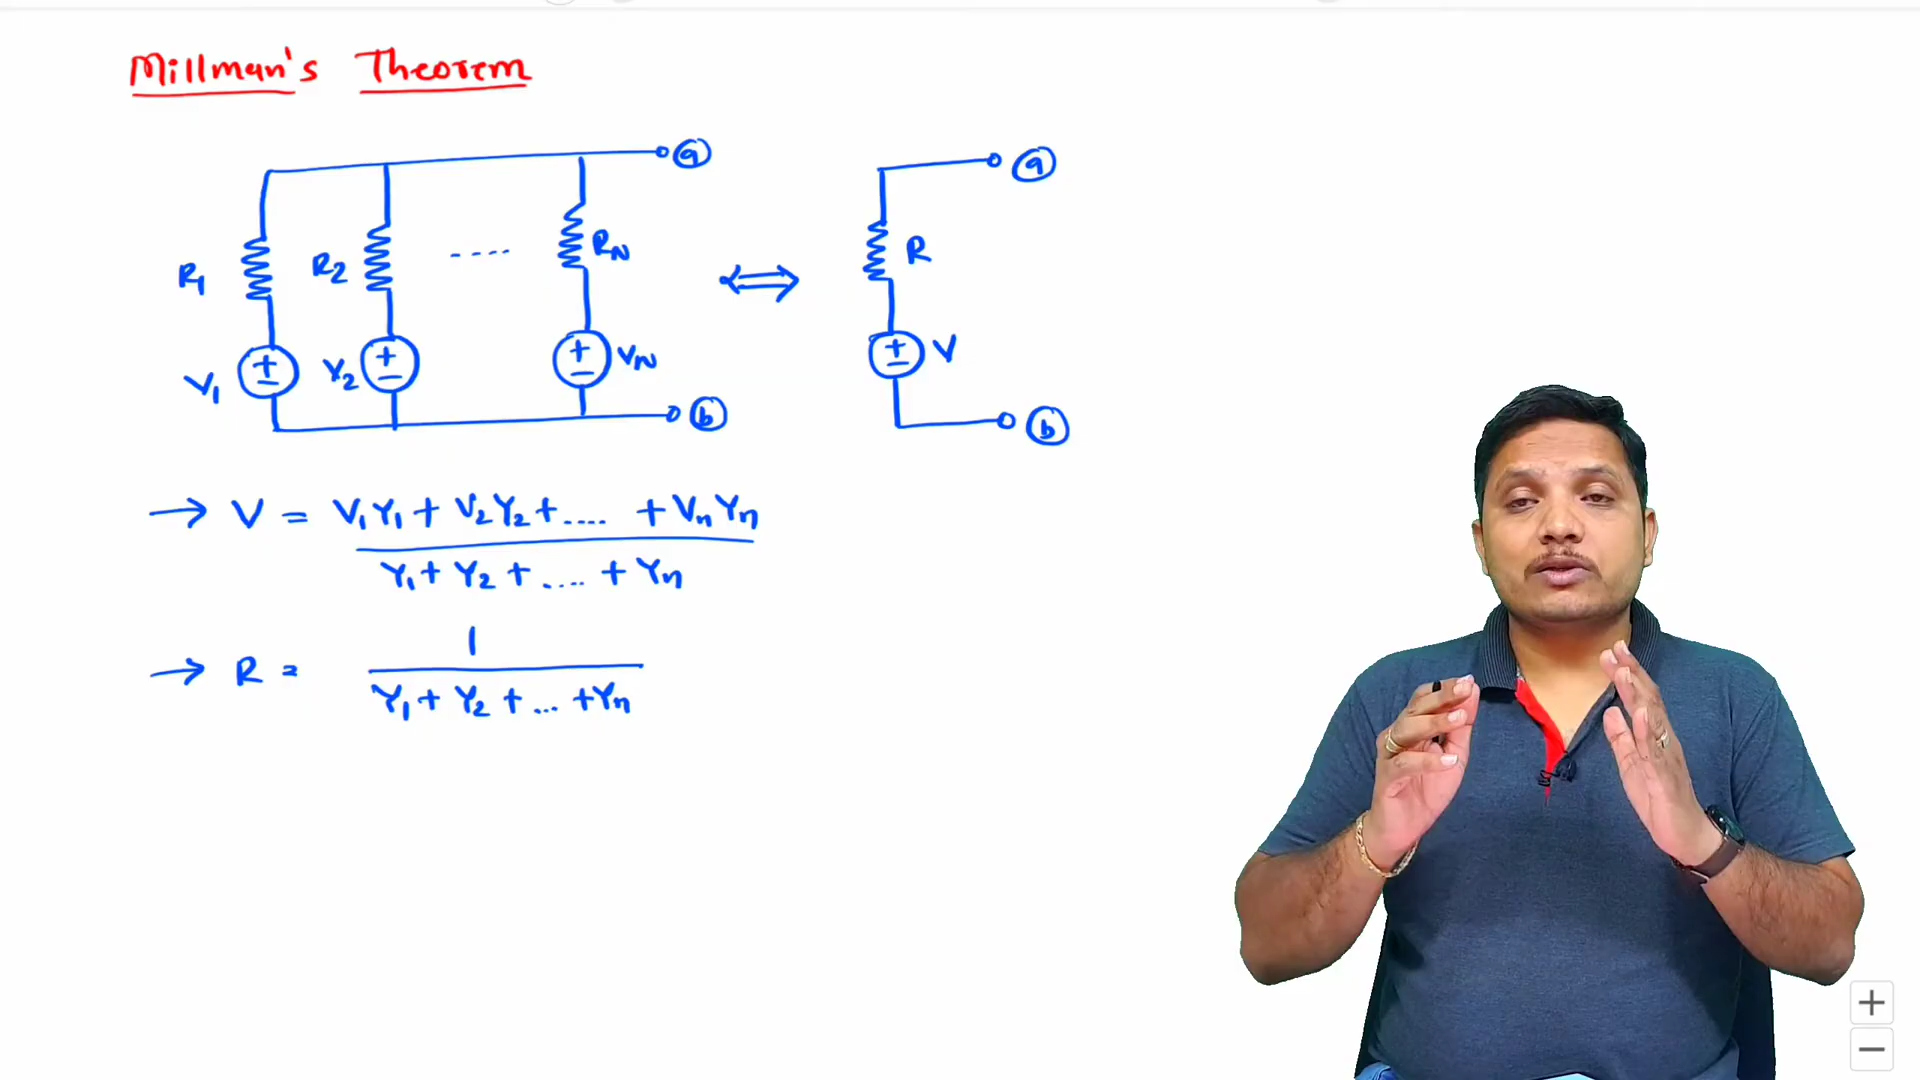 Millman's Theorem
a a
R1 R2 .... RN R
V1 V2 VN V
b b
→ V = V1Y1 + V2Y2 + .... + VnYn
Y1 + Y2 + .... + Yn
→ R = 1
Y1 + Y2 + ... + Yn